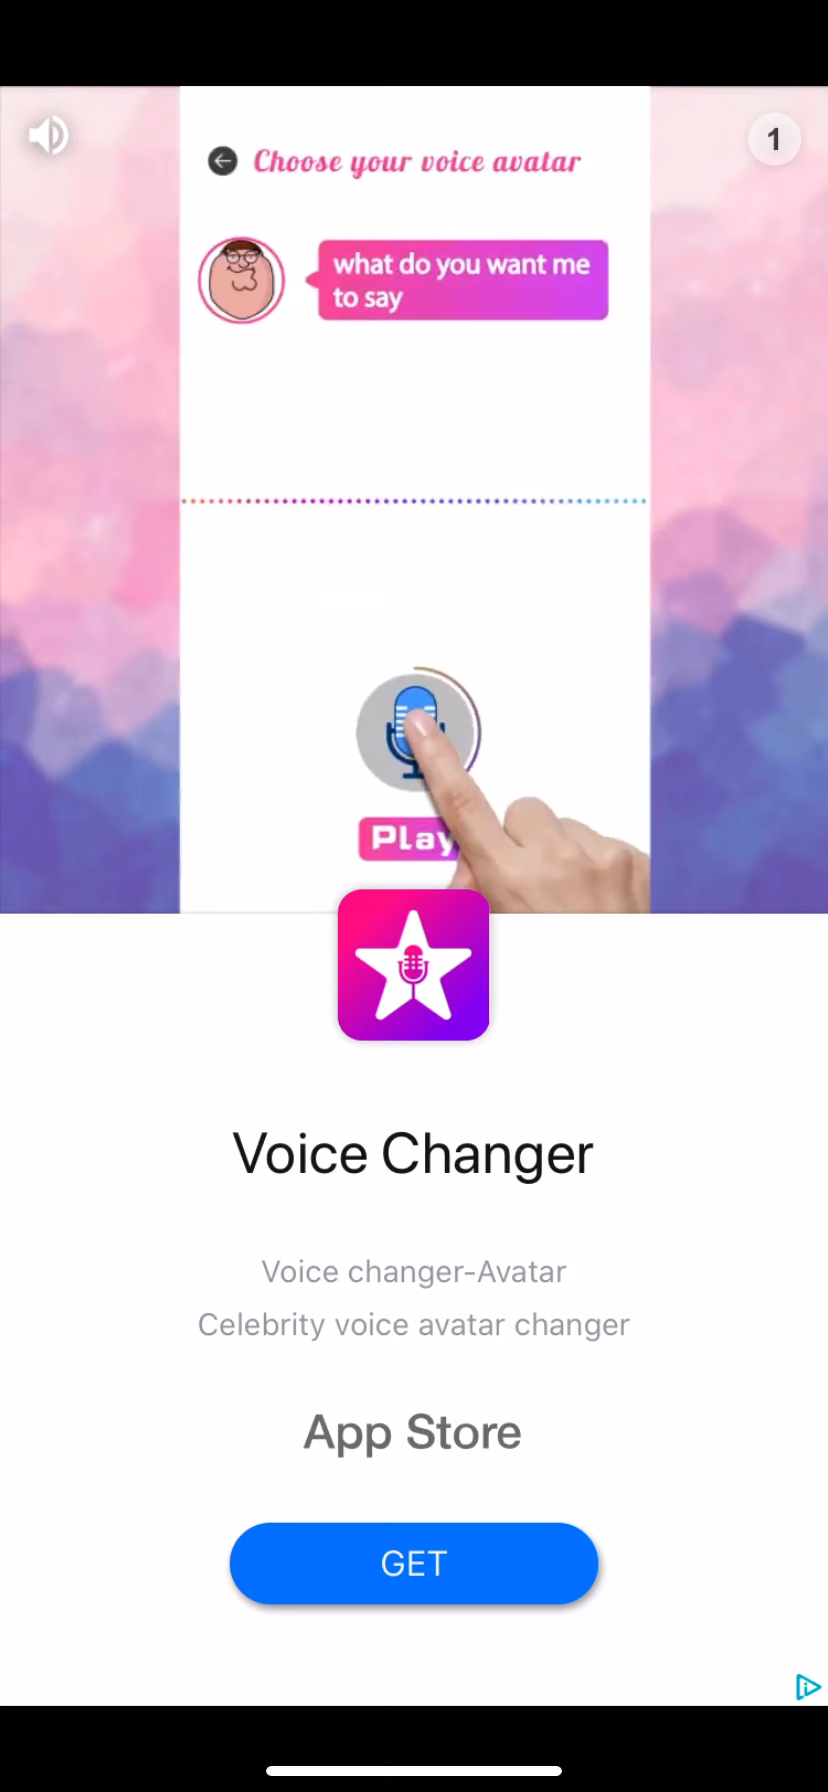 1
Choose your voice avatar
what do you want me
to say
Play
Voice Changer
Voice changer-Avatar
Celebrity voice avatar changer
App Store
GET